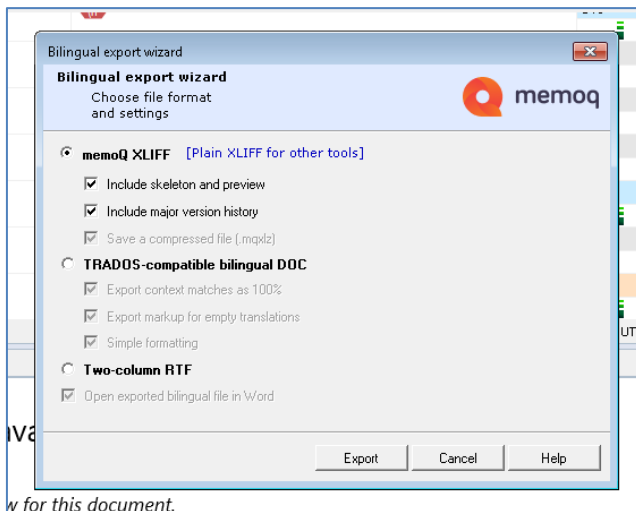 Bilingual export wizard
Bilingual export wizard
Choose file format
and settings
memoq
memoQ XLIFF [Plain XLIFF for other tools]
Include skeleton and preview
Include major version history
Save a compressed file (.mqxlz)
TRADOS-compatible bilingual DOC
Export context matches as 100%
Export markup for empty translations
Simple formatting
Two-column RTF
Open exported bilingual file in Word
Export Cancel Help
UT
w for this document.